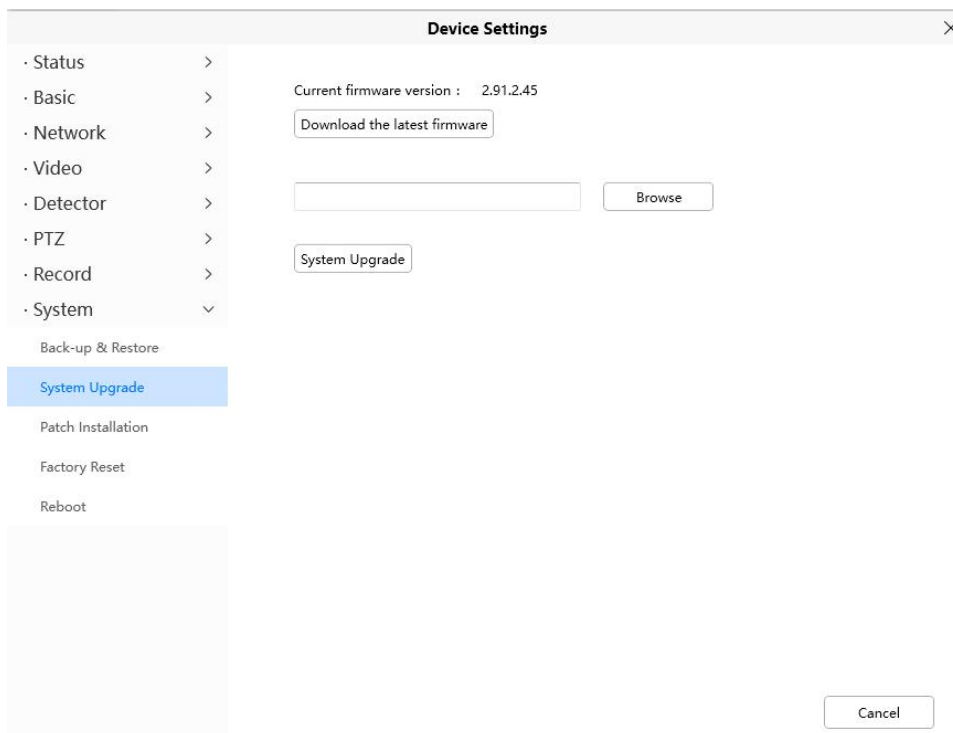 Device Settings
· Status
· Basic
· Network
· Video
· Detector
· PTZ
· Record
· System
Back-up & Restore
System Upgrade
Patch Installation
Factory Reset
Reboot
Current firmware version : 2.91.2.45
Download the latest firmware
Browse
System Upgrade
Cancel